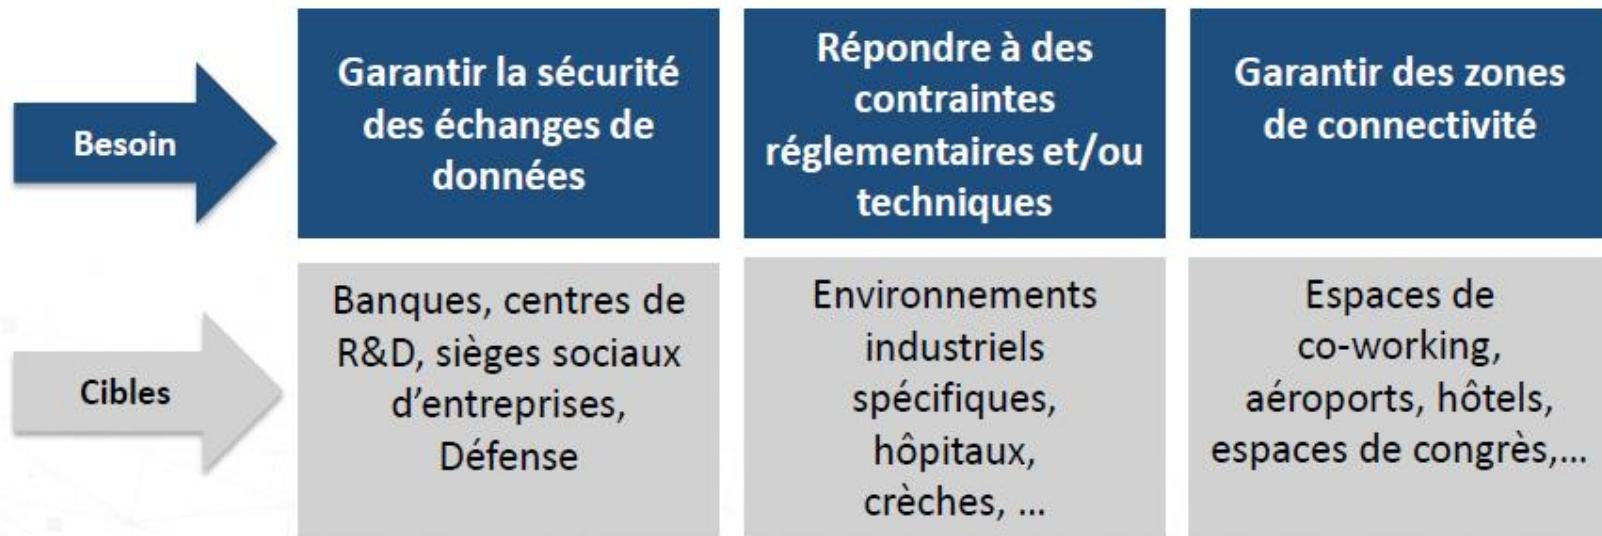 Besoin
Garantir la sécurité
des échanges de
données
Répondre à des
contraintes
réglementaires et/ou
techniques
Garantir des zones
de connectivité
Cibles
Banques, centres de
R&D, sièges sociaux
d’entreprises,
Défense
Environnements
industriels
spécifiques,
hôpitaux,
crèches, ...
Espaces de
co-working,
aéroports, hôtels,
espaces de congrès,...